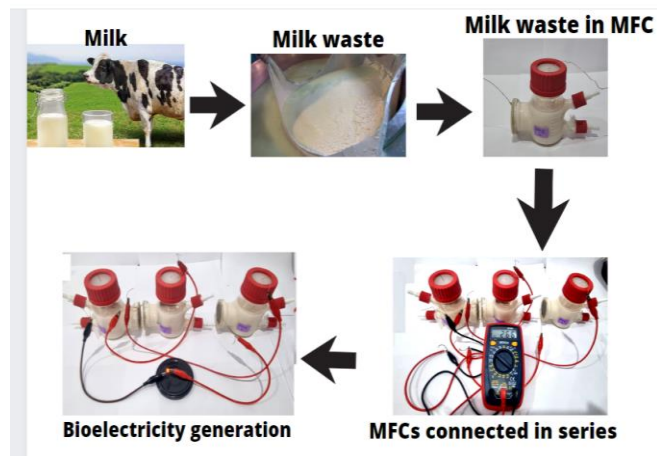 Milk
Milk waste
Milk waste in MFC
Bioelectricity generation
MFCs connected in series